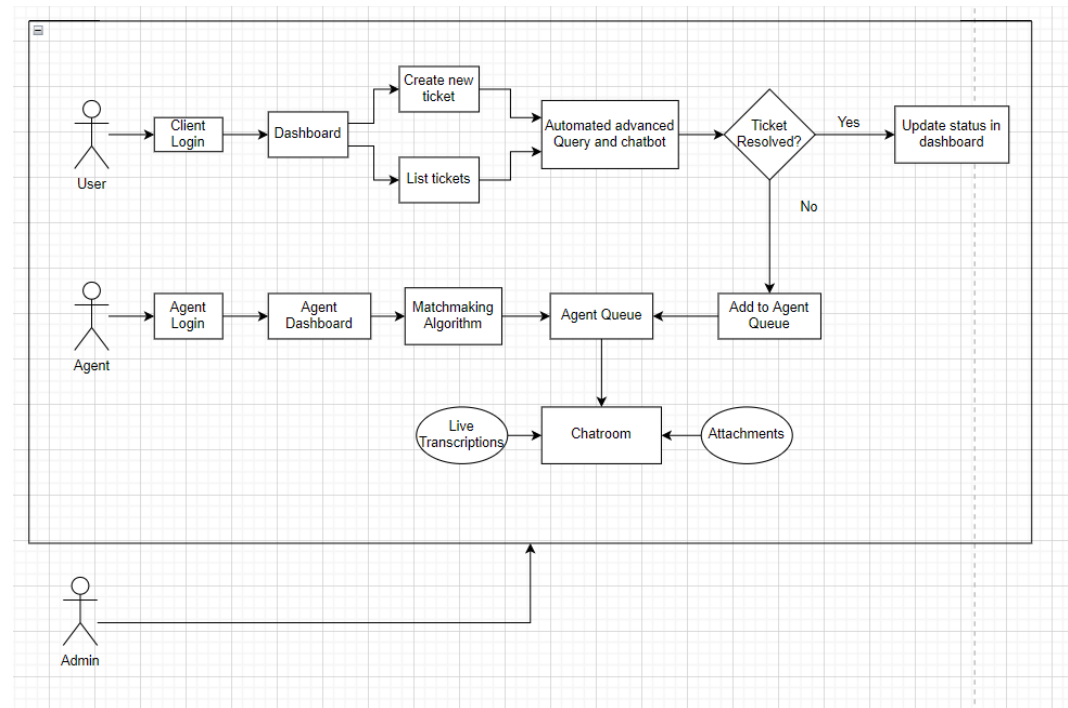 Create new
ticket
Client
Login
Dashboard
Automated advanced
Query and chatbot
Ticket
Resolved?
Yes
Update status in
dashboard
List tickets
User
No
Agent
Login
Agent
Dashboard
Matchmaking
Algorithm
Agent Queue
Add to Agent
Queue
Agent
Live
Transcriptions
Chatroom
Attachments
Admin